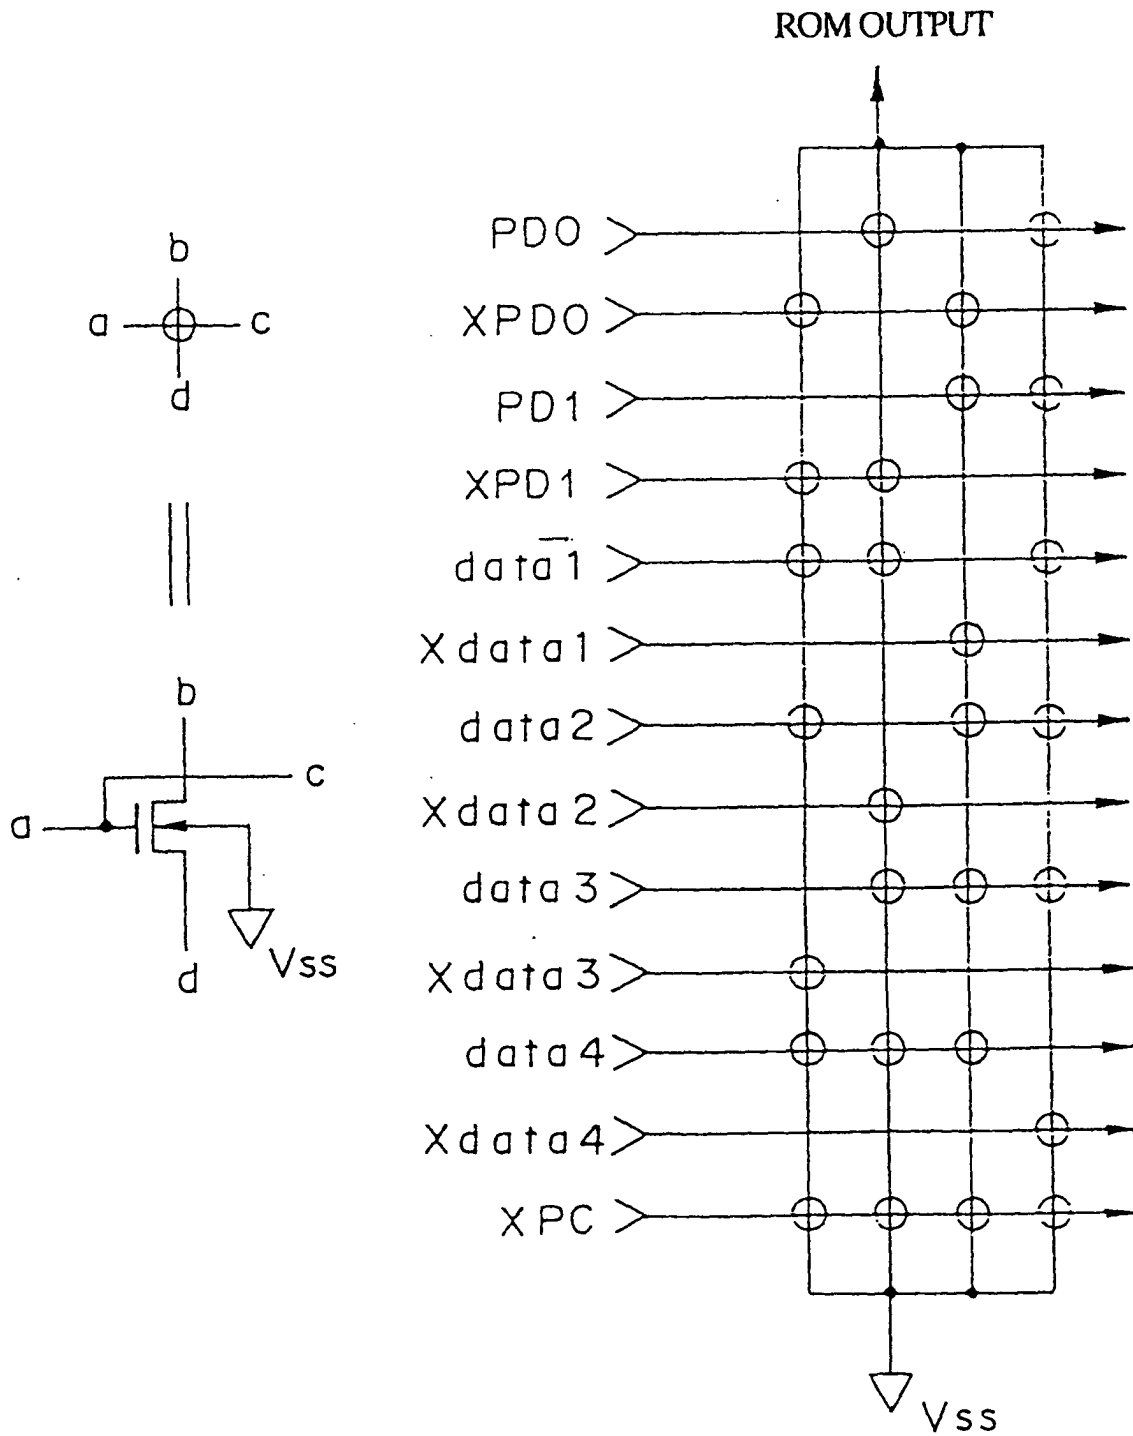 ROM OUTPUT
PD0
XPD0
PD1
XPD1
data1
Xdata1
data2
Xdata2
data3
Xdata3
data4
Xdata4
XPC
Vss
b
a
c
d
b
c
a
d
Vss